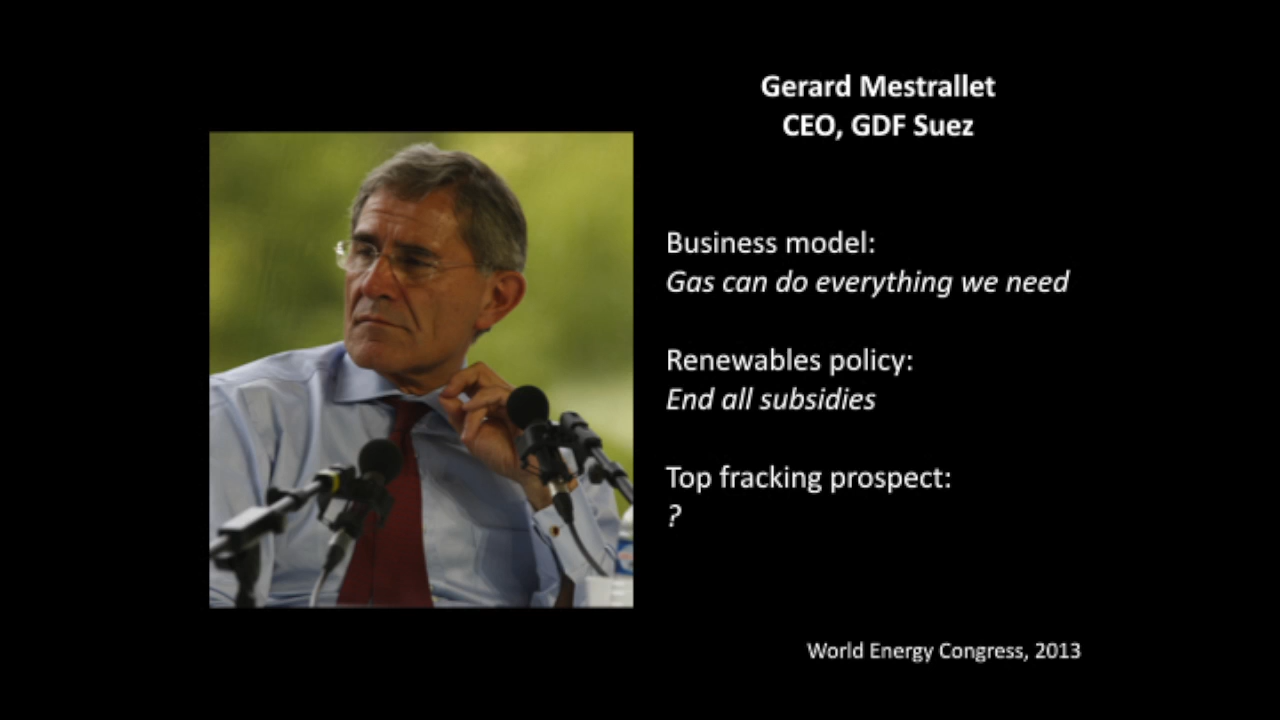 Gerard Mestrallet
CEO, GDF Suez
Business model:
Gas can do everything we need
Renewables policy:
End all subsidies
Top fracking prospect:
?
World Energy Congress, 2013